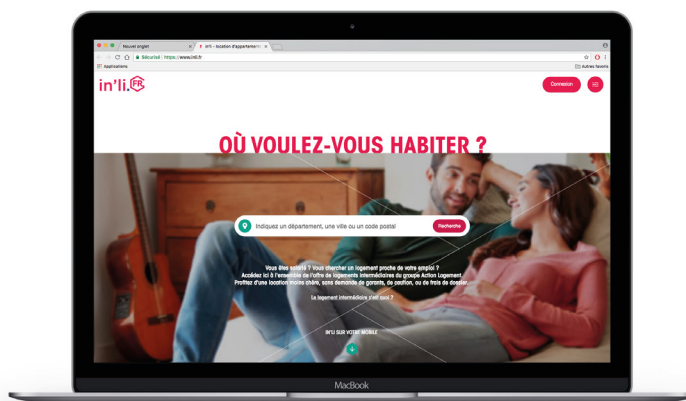 Nouvel onglet
in'li - location d'appartements
Sécurisé
https://www.inli.fr
Applications
Autres favoris
in'li.FR
Connexion
OÙ VOULEZ-VOUS HABITER ?
Indiquez un département, une ville ou un code postal
Recherche
Vous êtes salarié ? Vous cherchez un logement proche de votre emploi ?
Accédez ici à l'ensemble de l'offre de logements intermédiaires du groupe Action Logement.
Profitez d'une location moins chère, sans demande de garants, de caution, ou de frais de dossier.
Le logement intermédiaire c'est quoi ?
IN'LI SUR VOTRE MOBILE
MacBook